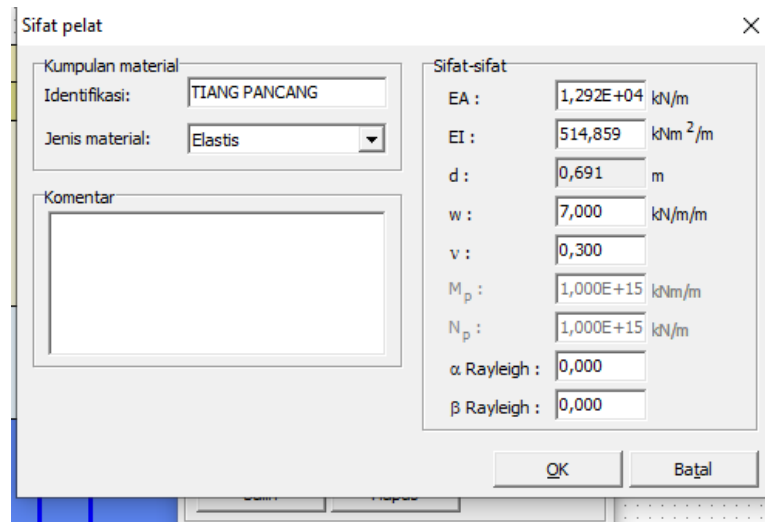 Sifat pelat
Kumpulan material
Identifikasi: TIANG PANCANG
Jenis material: Elastis
Komentar
Sifat-sifat
EA : 1,292E+04 kN/m
EI : 514,859 kNm²/m
d : 0,691 m
w : 7,000 kN/m/m
ν : 0,300
Mp : 1,000E+15 kNm/m
Np : 1,000E+15 kN/m
α Rayleigh : 0,000
β Rayleigh : 0,000
OK Batal